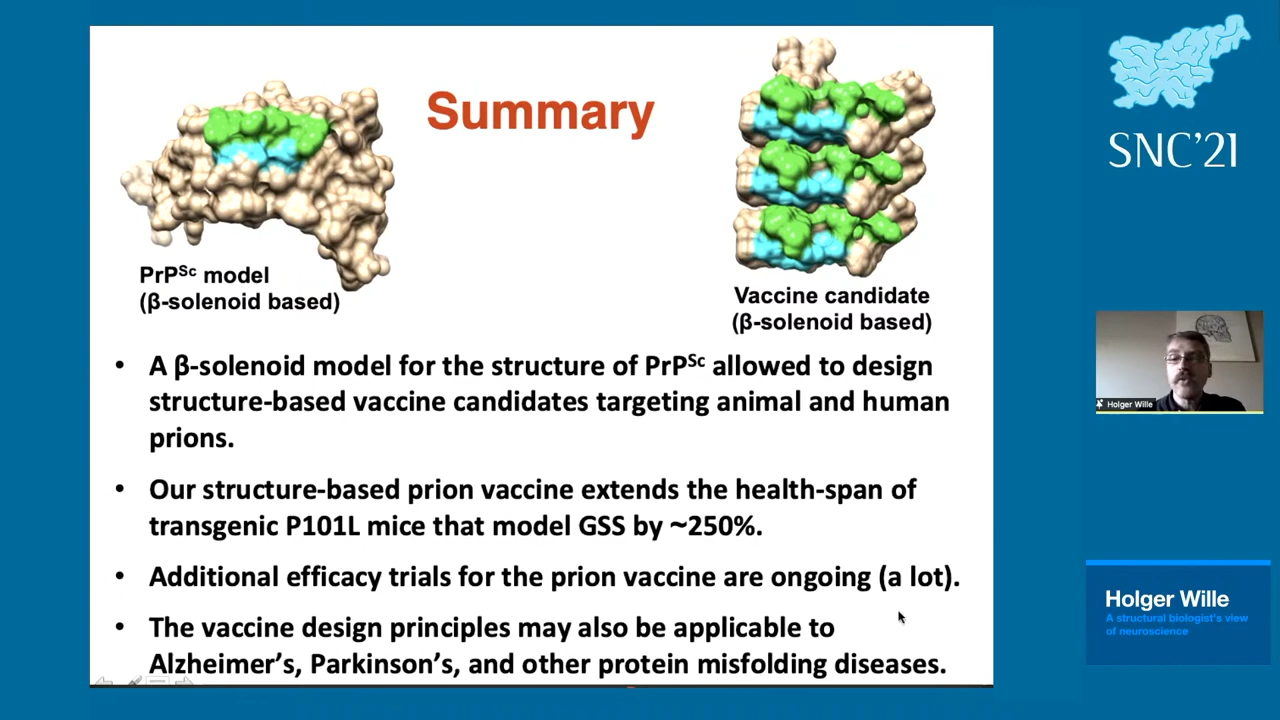 Summary
PrPSc model
(β-solenoid based)
Vaccine candidate
(β-solenoid based)
• A β-solenoid model for the structure of PrPSc allowed to design
structure-based vaccine candidates targeting animal and human
prions.
• Our structure-based prion vaccine extends the health-span of
transgenic P101L mice that model GSS by ~250%.
• Additional efficacy trials for the prion vaccine are ongoing (a lot).
• The vaccine design principles may also be applicable to
Alzheimer’s, Parkinson’s, and other protein misfolding diseases.
SNC’21
Holger Wille
Holger Wille
A structural biologist's view
of neuroscience